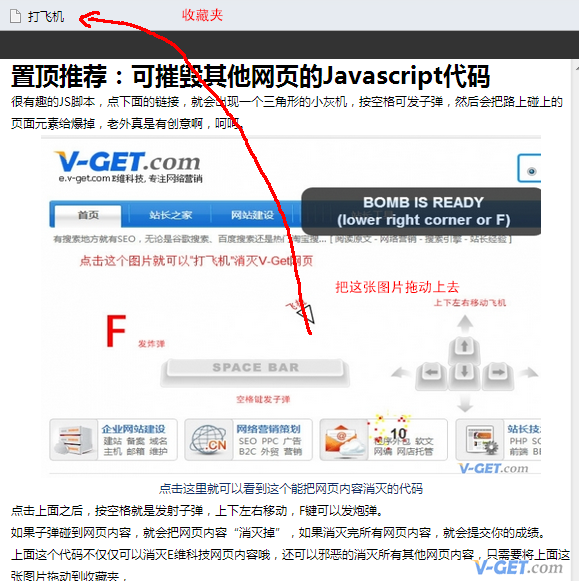 打飞机
收藏夹
置顶推荐：可摧毁其他网页的Javascript代码
很有趣的JS脚本，点下面的链接，就会出现一个三角形的小灰机，按空格可发子弹，然后会把路上碰上的
页面元素给爆掉，老外真是有创意啊，呵呵。
V-GET.com
e.v-get.com E维科技, 专注网络营销
BOMB IS READY
(lower right corner or F)
首页 站长之家 网站建设
有搜索地方就有SEO，无论是谷歌搜索、百度搜索还是热门淘宝搜... [ 阅读原文 - 网络营销 - 搜索引擎 - 站长经验 ]
点击这个图片就可以"打飞机"消灭V-Get网页
把这张图片拖动上去
飞机
上下左右移动飞机
F 发炸弹
SPACE BAR
空格键发子弹
企业网站建设
建站 备案 域名
主机 邮箱 维护
.CN
网络营销策划
SEO PPC 广告
B2C 外贸 营销
10
程序外包 软文
网编 网店托管
站长技
PHP SC
前端 BF
V-GET.com
点击这里就可以看到这个能把网页内容消灭的代码
点击上面之后，按空格就是发射子弹，上下左右移动，F键可以发炮弹。
如果子弹碰到网页内容，就会把网页内容“消灭掉”，如果消灭完所有网页内容，就会提交你的成绩。
上面这个代码不仅仅可以消灭E维科技网页内容哦，还可以邪恶的消灭所有其他网页内容，只需要将上面这
张图片拖动到收藏夹，
V-GET.com